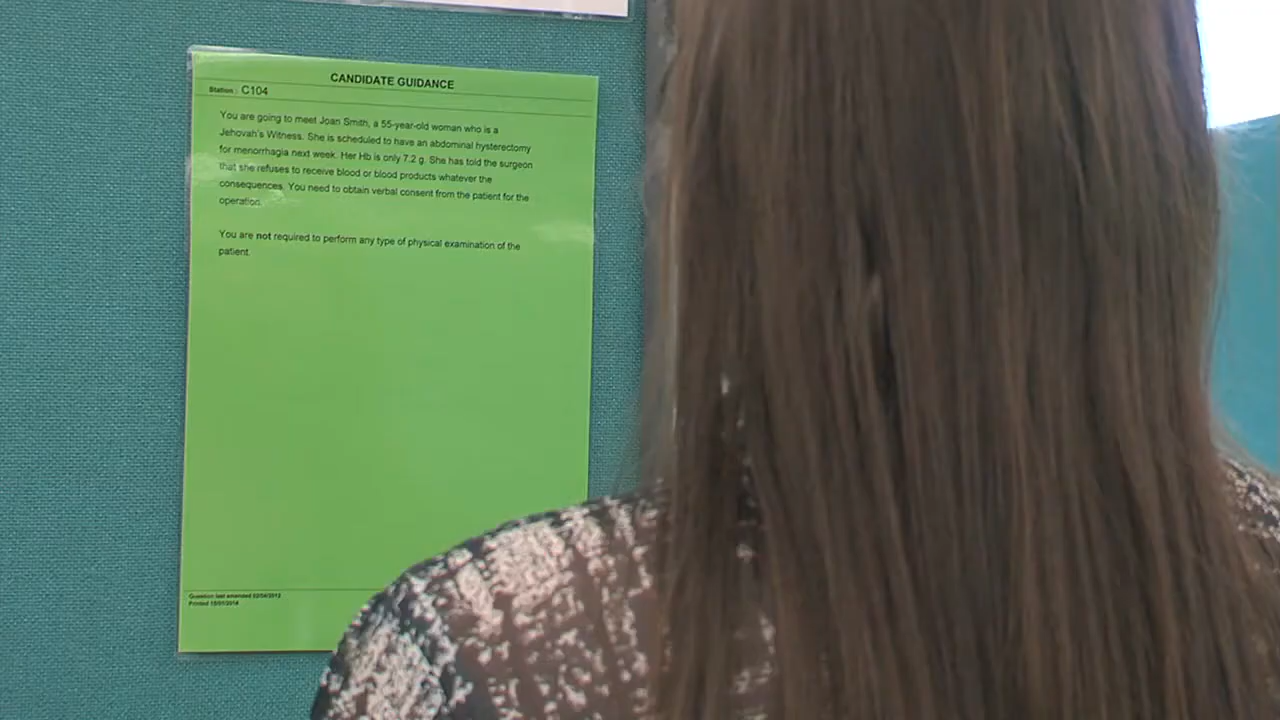 CANDIDATE GUIDANCE
Station : C104
You are going to meet Joan Smith, a 55-year-old woman who is a
Jehovah's Witness. She is scheduled to have an abdominal hysterectomy
for menorrhagia next week. Her Hb is only 7.2 g. She has told the surgeon
that she refuses to receive blood or blood products whatever the
consequences. You need to obtain verbal consent from the patient for the
operation.
You are not required to perform any type of physical examination of the
patient.
Question last amended
Printed